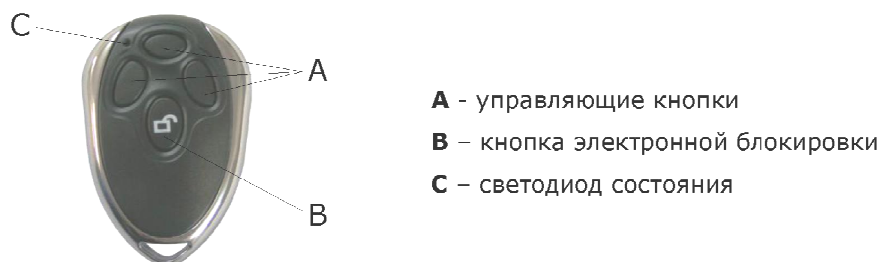 C
A
B
A - управляющие кнопки
B – кнопка электронной блокировки
C – светодиод состояния